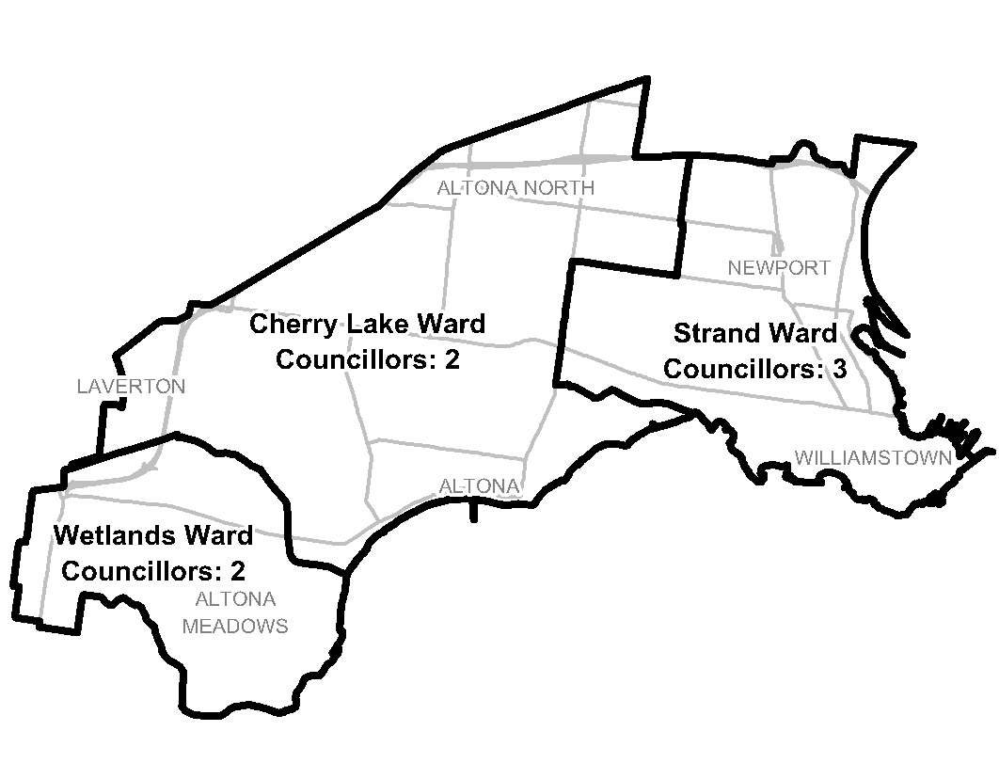 ALTONA NORTH
NEWPORT
Cherry Lake Ward
Councillors: 2
Strand Ward
Councillors: 3
LAVERTON
WILLIAMSTOWN
ALTONA
Wetlands Ward
Councillors: 2
ALTONA
MEADOWS